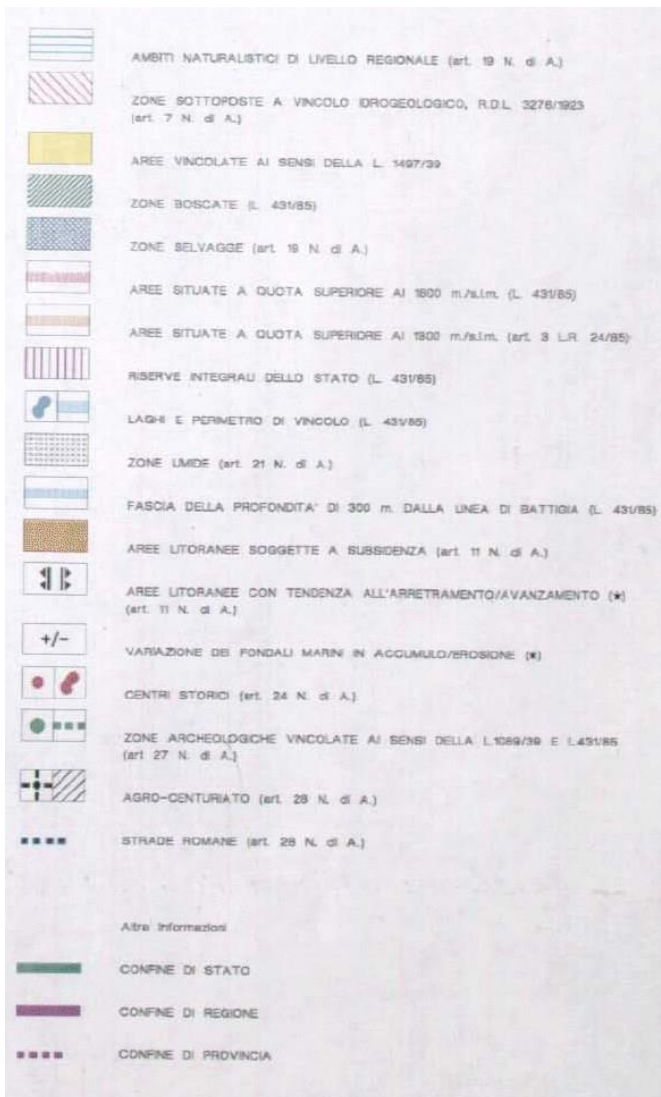 AMBITI NATURALISTICI DI LIVELLO REGIONALE (art. 19 N. di A.)
ZONE SOTTOPOSTE A VINCOLO IDROGEOLOGICO, R.D.L. 3276/1923
(art. 7 N. di A.)
AREE VINCOLATE AI SENSI DELLA L. 1497/39
ZONE BOSCATE (L. 431/85)
ZONE SELVAGGE (art. 19 N. di A.)
AREE SITUATE A QUOTA SUPERIORE AI 1600 m./s.l.m. (L. 431/85)
AREE SITUATE A QUOTA SUPERIORE AI 1300 m./s.l.m. (art. 3 L.R. 24/85)
RISERVE INTEGRALI DELLO STATO (L. 431/85)
LAGHI E PERIMETRO DI VINCOLO (L. 431/85)
ZONE UMIDE (art. 21 N. di A.)
FASCIA DELLA PROFONDITA' DI 300 m. DALLA LINEA DI BATTIGIA (L. 431/85)
AREE LITORANEE SOGGETTE A SUBSIDENZA (art. 11 N. di A.)
AREE LITORANEE CON TENDENZA ALL'ARRETRAMENTO/AVANZAMENTO (★)
(art. 11 N. di A.)
+/- VARIAZIONE DEI FONDALI MARINI IN ACCUMULO/EROSIONE (★)
CENTRI STORICI (art. 24 N. di A.)
ZONE ARCHEOLOGICHE VINCOLATE AI SENSI DELLA L.1089/39 E L.431/85
(art 27 N. di A.)
AGRO-CENTURIATO (art. 28 N. di A.)
STRADE ROMANE (art. 28 N. di A.)
Altre Informazioni
CONFINE DI STATO
CONFINE DI REGIONE
CONFINE DI PROVINCIA